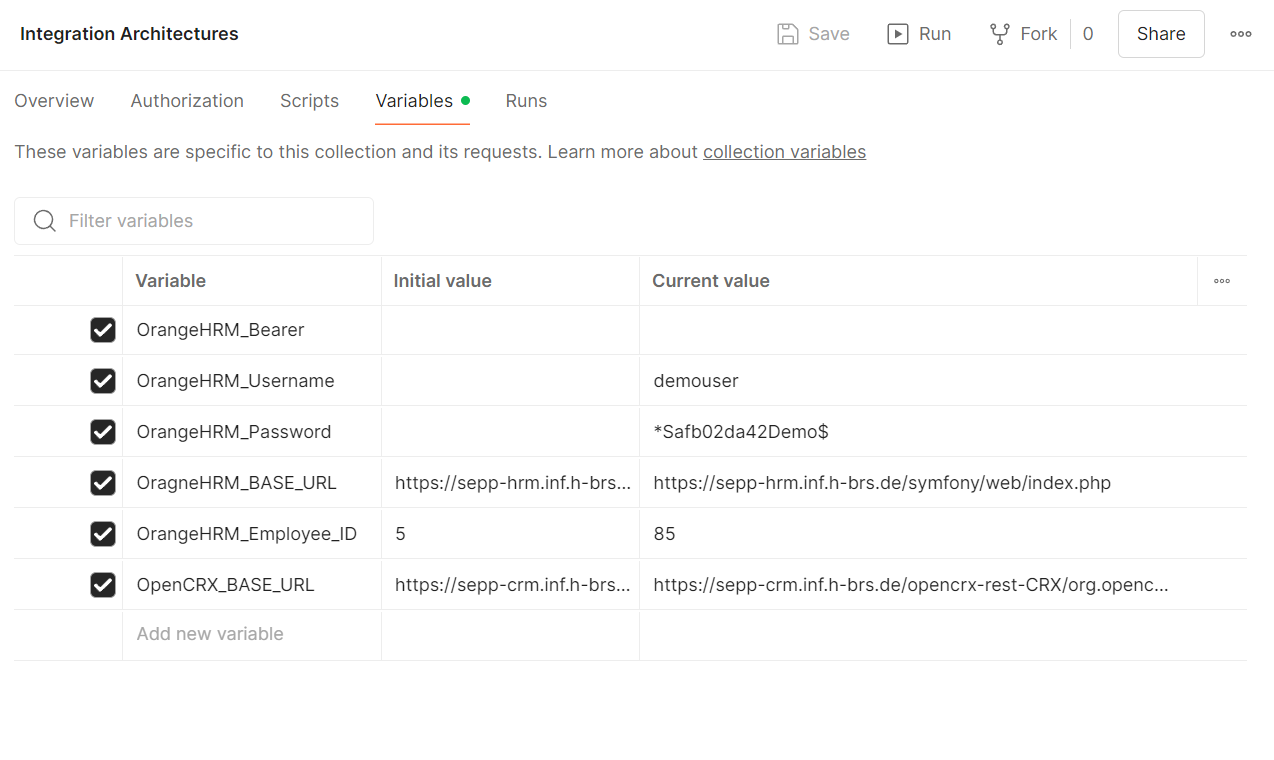 Integration Architectures
Save Run Fork 0 Share
Overview Authorization Scripts Variables Runs
These variables are specific to this collection and its requests. Learn more about collection variables
Filter variables
Variable Initial value Current value
OrangeHRM_Bearer
OrangeHRM_Username demouser
OrangeHRM_Password *Safb02da42Demo$
OragneHRM_BASE_URL https://sepp-hrm.inf.h-brs... https://sepp-hrm.inf.h-brs.de/symfony/web/index.php
OrangeHRM_Employee_ID 5 85
OpenCRX_BASE_URL https://sepp-crm.inf.h-brs... https://sepp-crm.inf.h-brs.de/opencrx-rest-CRX/org.openc...
Add new variable